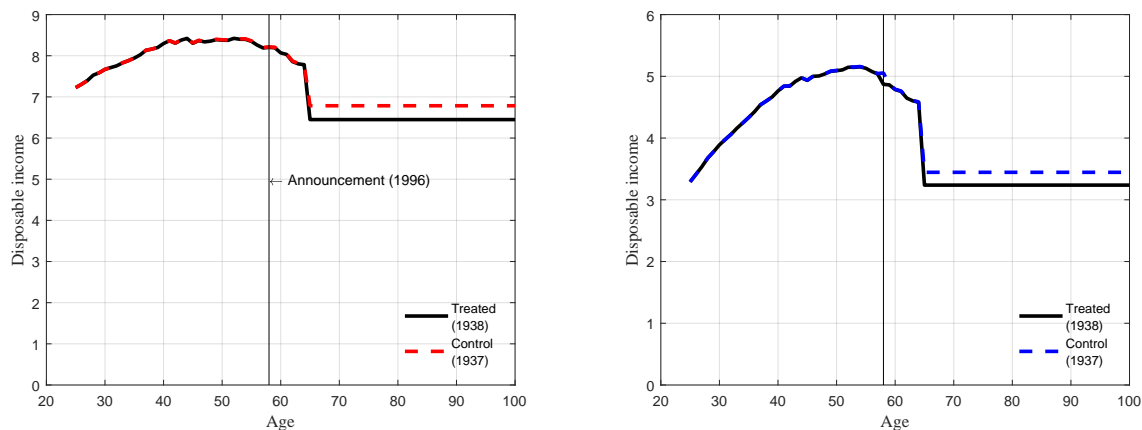 9
8
7
6
5
4
3
2
1
0
Disposable income
← Announcement (1996)
Treated
(1938)
Control
(1937)
20 30 40 50 60 70 80 90 100
Age
6
5
4
3
2
1
0
Disposable income
Treated
(1938)
Control
(1937)
20 30 40 50 60 70 80 90 100
Age